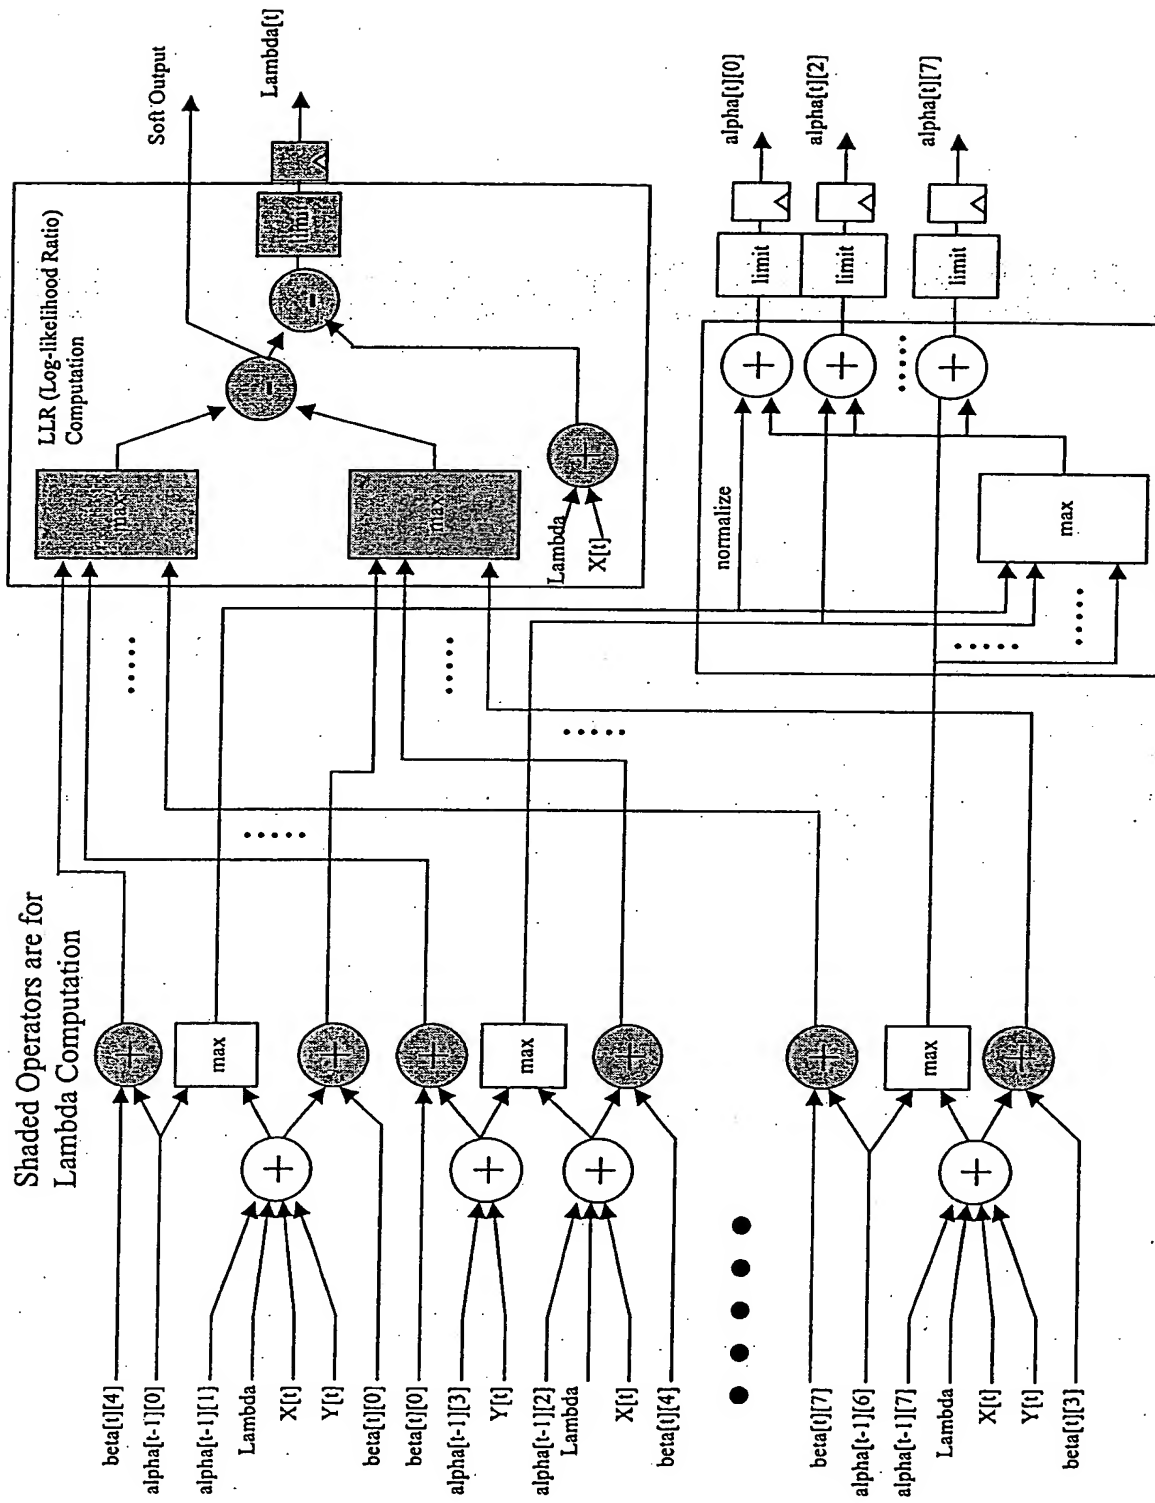 Shaded Operators are for
Lambda Computation
LLR (Log-likelihood Ratio)
Computation
Soft Output
Lambda[t]
limit
-
-
max
max
+
Lambda
X[t]
normalize
max
+
+
+
limit
limit
limit
alpha[t][0]
alpha[t][2]
alpha[t][7]
+
max
+
+
max
+
+
max
+
+
+
+
+
beta[t][4]
alpha[t-1][0]
alpha[t-1][1]
Lambda
X[t]
Y[t]
beta[t][0]
beta[t][0]
alpha[t-1][3]
Y[t]
alpha[t-1][2]
Lambda
X[t]
beta[t][4]
beta[t][7]
alpha[t-1][6]
alpha[t-1][7]
Lambda
X[t]
Y[t]
beta[t][3]